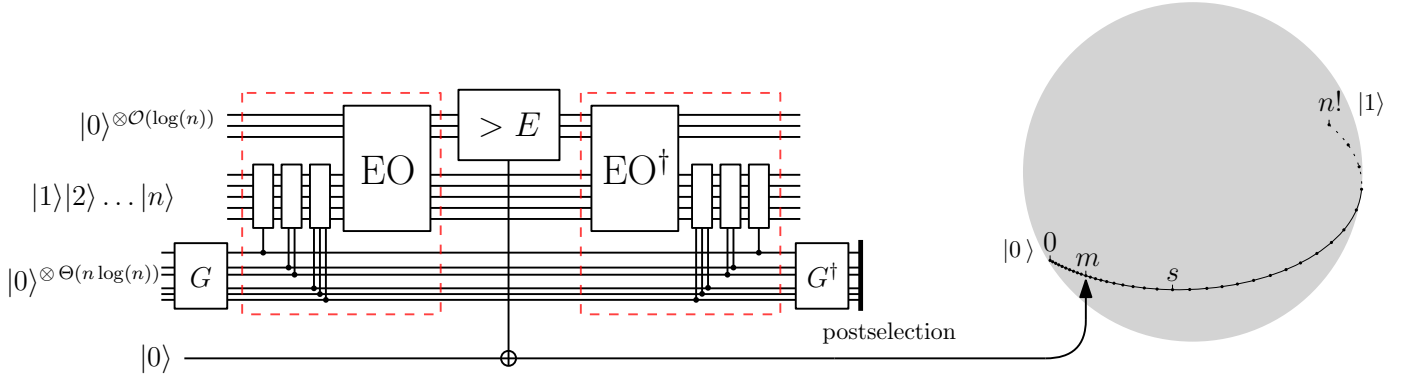 |0⟩^{⊗𝒪(log(n))}
> E
EO
EO†
|1⟩|2⟩ … |n⟩
|0⟩^{⊗ Θ(n log(n))}
G
G†
postselection
|0⟩
n! |1⟩
|0⟩ 0
m
s